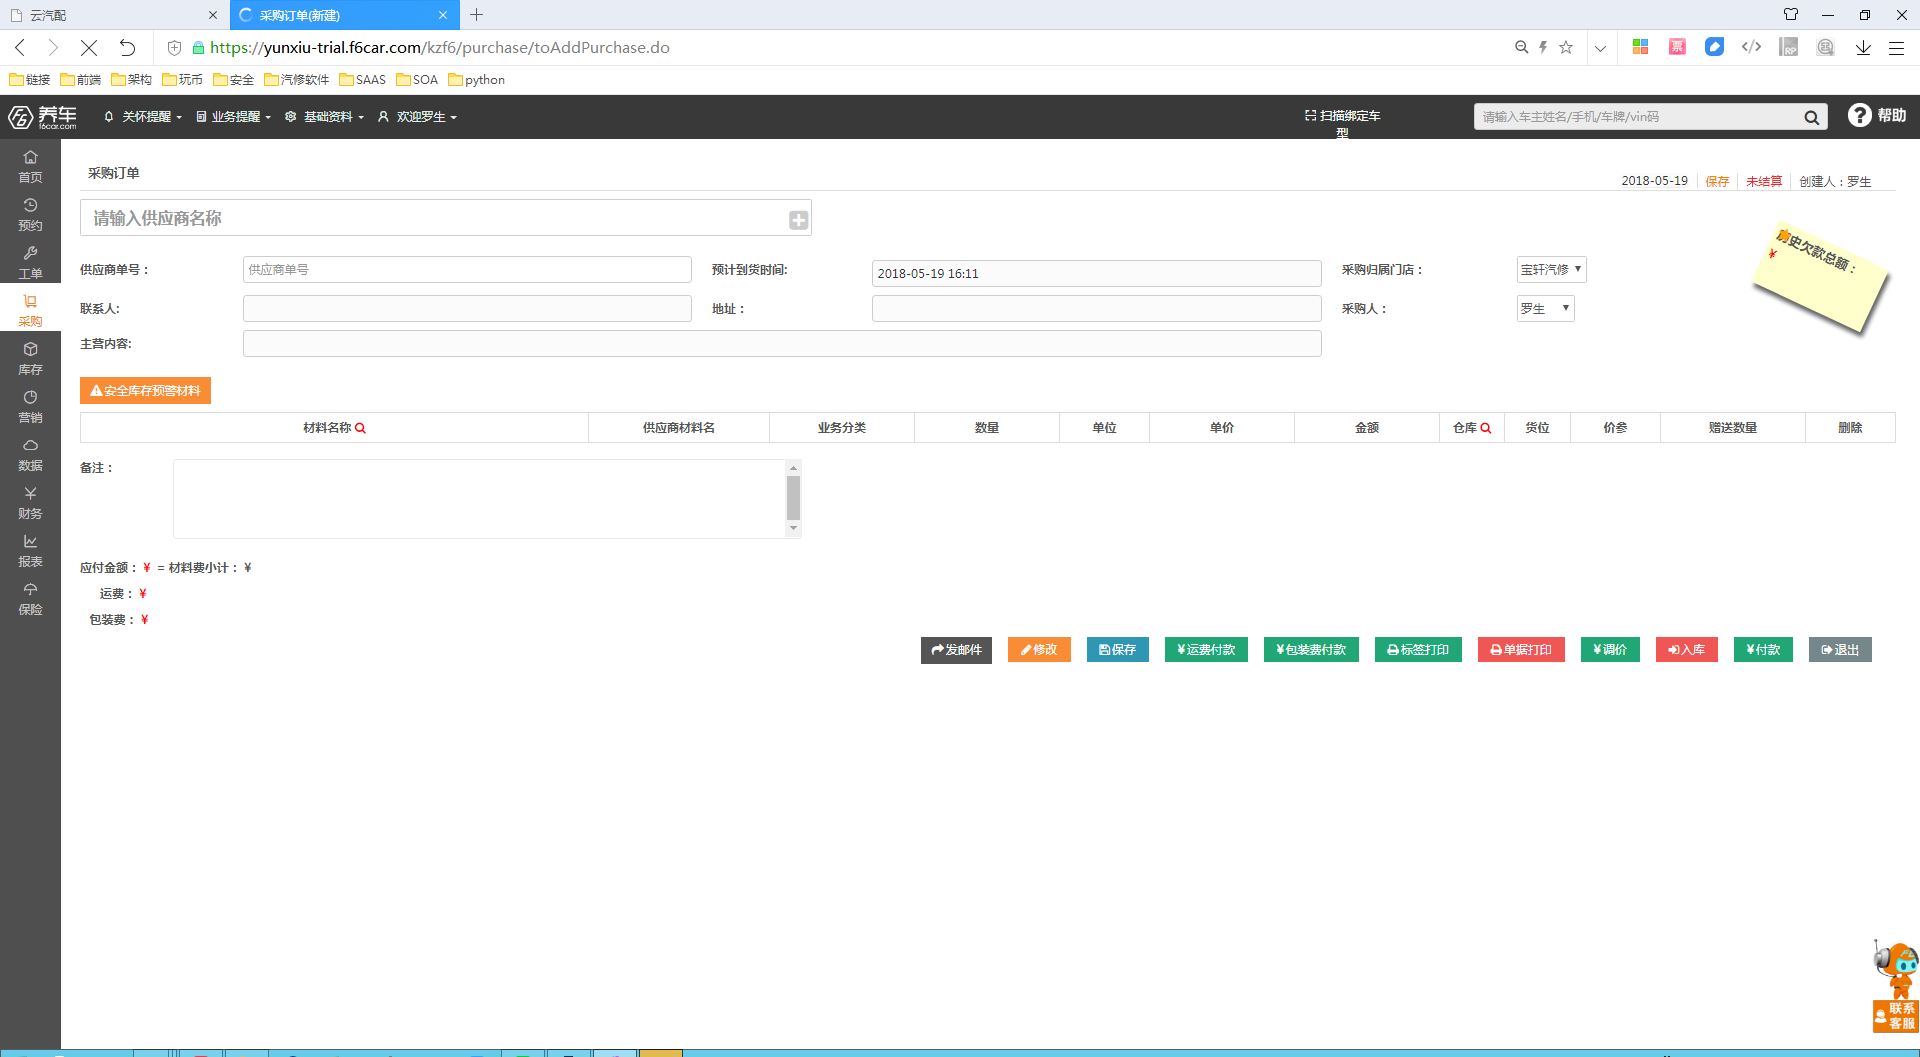 云汽配
采购订单(新建)
https://yunxiu-trial.f6car.com/kzf6/purchase/toAddPurchase.do
票
RP
链接 前端 架构 玩币 安全 汽修软件 SAAS SOA python
F6 养车 f6car.com
关怀提醒 业务提醒 基础资料 欢迎罗生
扫描绑定车型
请输入车主姓名/手机/车牌/vin码
帮助
首页
预约
工单
采购
库存
营销
数据
财务
报表
保险
采购订单
2018-05-19 保存 未结算 创建人：罗生
请输入供应商名称
历史欠款总额：
¥
供应商单号： 供应商单号 预计到货时间: 2018-05-19 16:11 采购归属门店： 宝轩汽修
联系人: 地址： 采购人： 罗生
主营内容:
安全库存预警材料
材料名称 供应商材料名 业务分类 数量 单位 单价 金额 仓库 货位 价参 赠送数量 删除
备注：
应付金额：¥ = 材料费小计：¥
运费：¥
包装费：¥
发邮件 修改 保存 ¥运费付款 ¥包装费付款 标签打印 单据打印 ¥调价 入库 ¥付款 退出
联系
客服